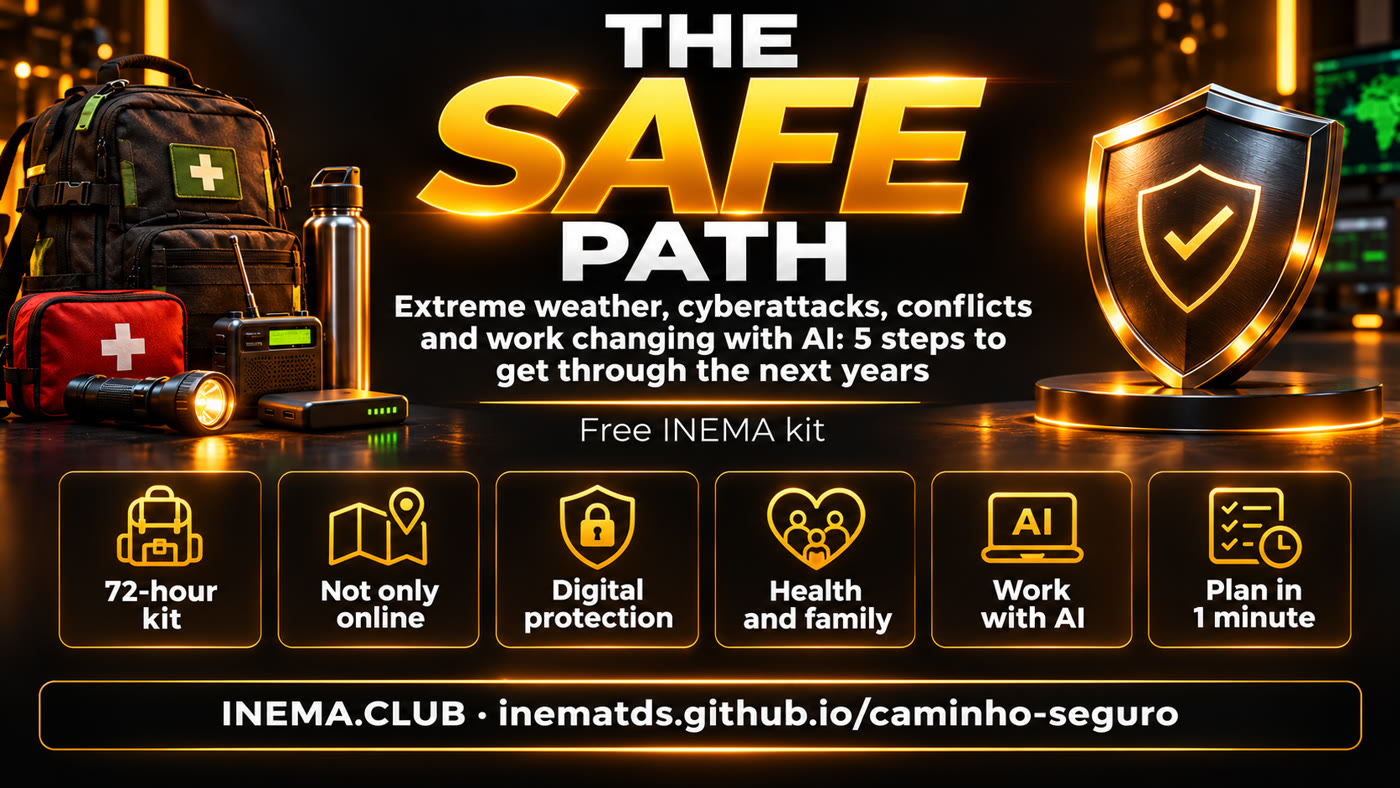 THE
SAFE
PATH
Extreme weather, cyberattacks, conflicts
and work changing with AI: 5 steps to
get through the next years
Free INEMA kit
72-hour
kit
Not only
online
Digital
protection
Health
and family
AI
Work
with AI
Plan in
1 minute
INEMA.CLUB · inematds.github.io/caminho-seguro